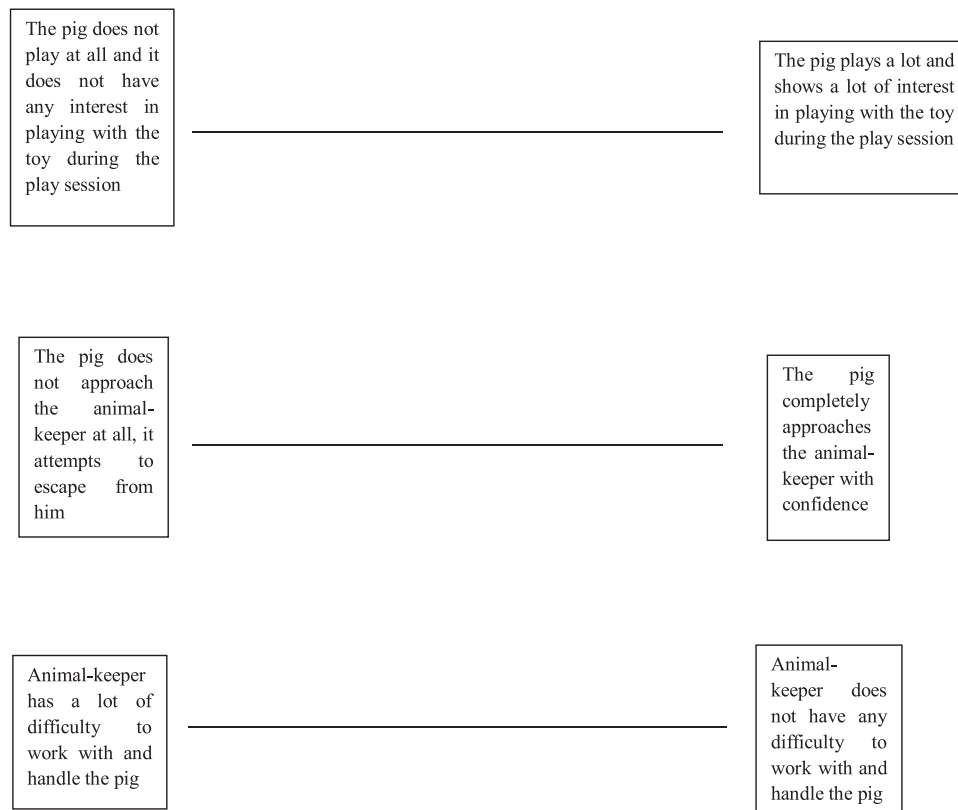 The pig does not
play at all and it
does not have
any interest in
playing with the
toy during the
play session
The pig plays a lot and
shows a lot of interest
in playing with the toy
during the play session
The pig does
not approach
the animal-
keeper at all, it
attempts to
escape from
him
The pig
completely
approaches
the animal-
keeper with
confidence
Animal-keeper
has a lot of
difficulty to
work with and
handle the pig
Animal-
keeper does
not have any
difficulty to
work with and
handle the pig